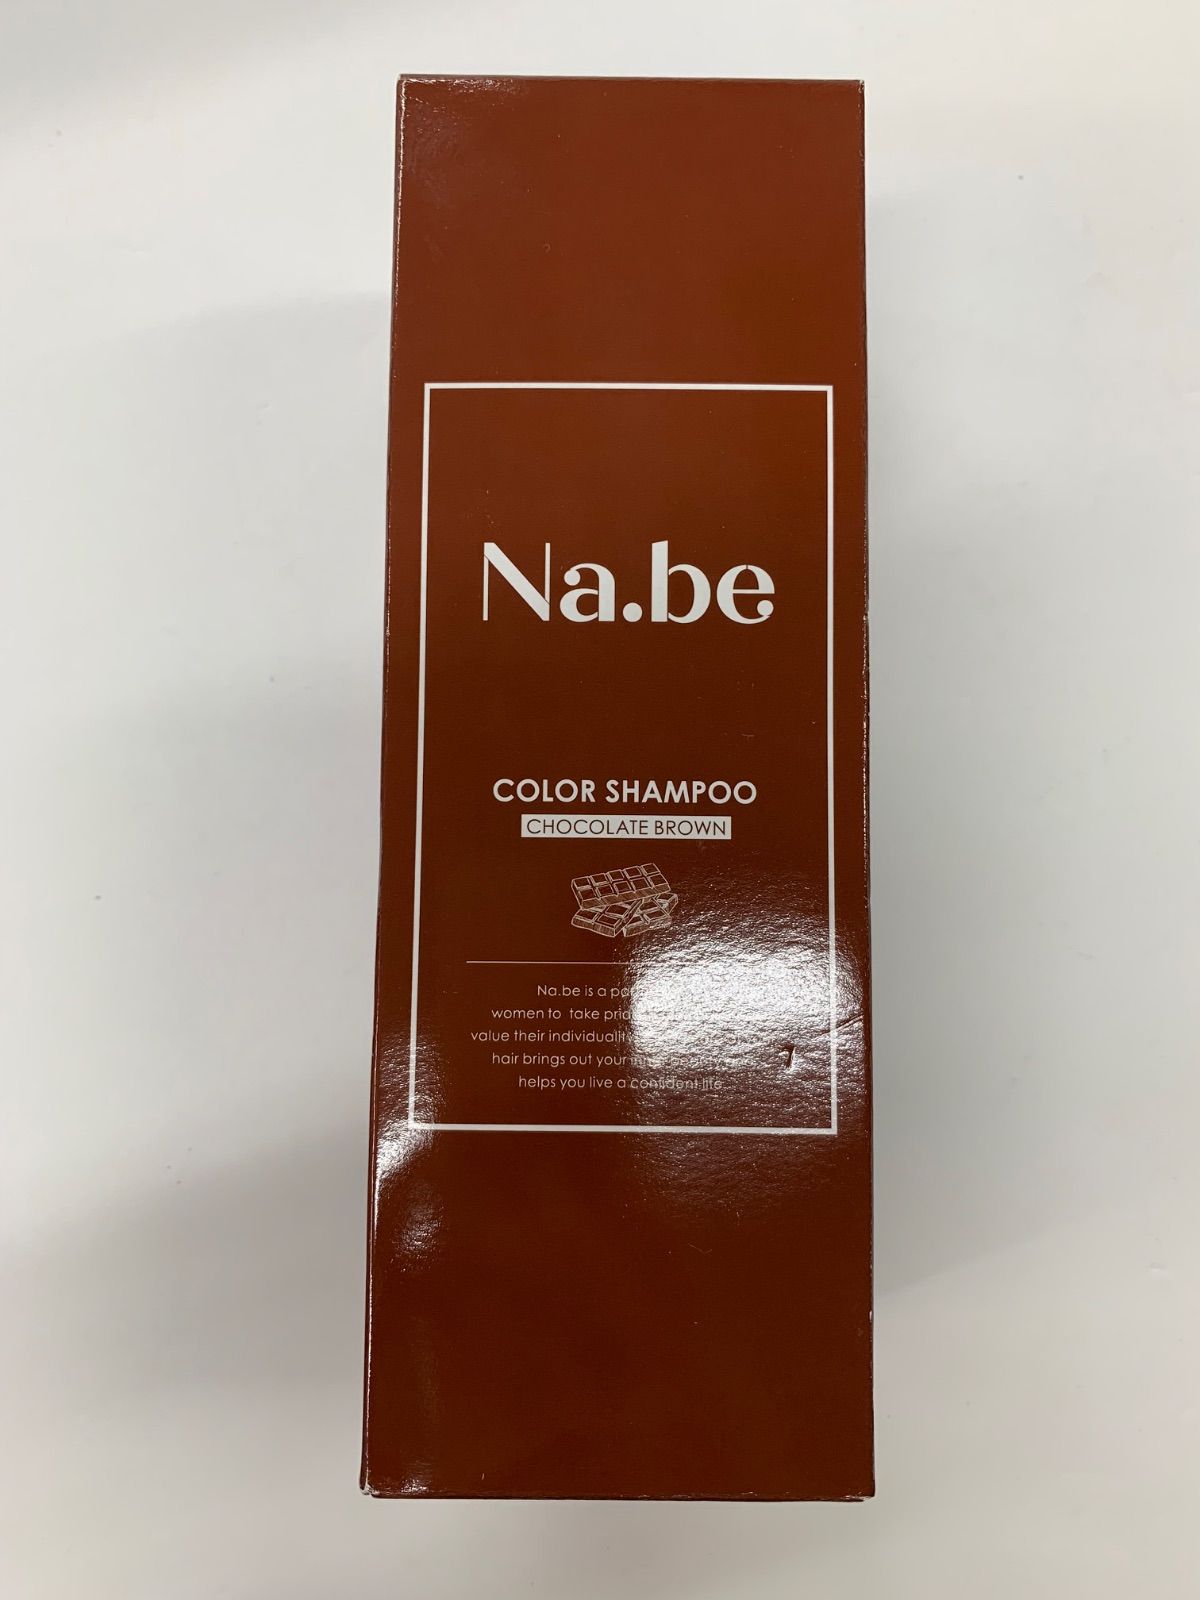 Na.be
COLOR SHAMPOO
CHOCOLATE BROWN
Na.be is a
women to take
value their individuality
hair brings out your
helps you live a confident life